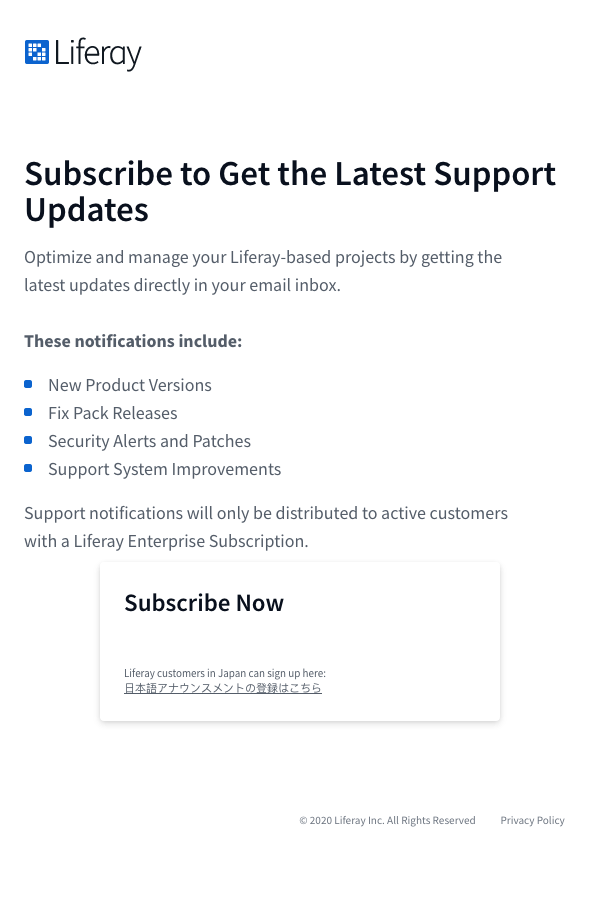 Liferay
Subscribe to Get the Latest Support
Updates
Optimize and manage your Liferay-based projects by getting the
latest updates directly in your email inbox.
These notifications include:
New Product Versions
Fix Pack Releases
Security Alerts and Patches
Support System Improvements
Support notifications will only be distributed to active customers
with a Liferay Enterprise Subscription.
Subscribe Now
Liferay customers in Japan can sign up here:
日本語アナウンスメントの登録はこちら
© 2020 Liferay Inc. All Rights Reserved Privacy Policy